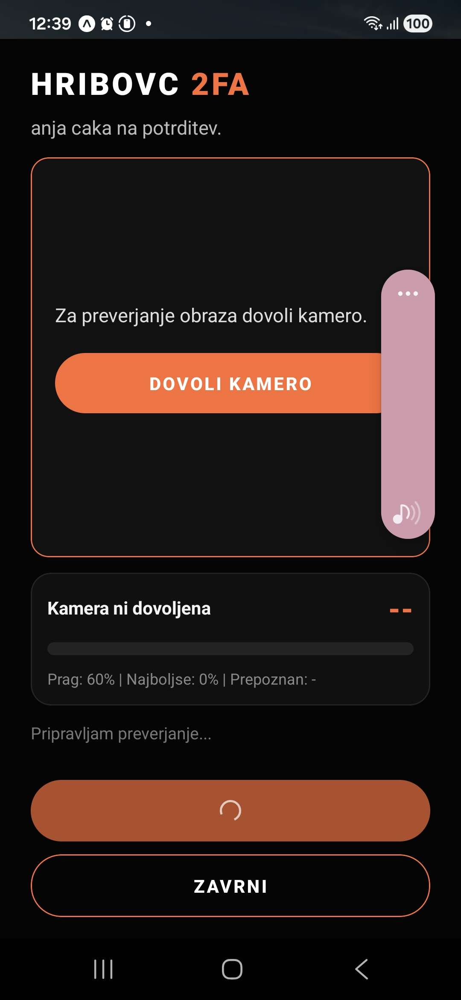 12:39
100
HRIBOVC 2FA
anja caka na potrditev.
Za preverjanje obraza dovoli kamero.
DOVOLI KAMERO
Kamera ni dovoljena --
Prag: 60% | Najboljse: 0% | Prepoznan: -
Pripravljam preverjanje...
ZAVRNI